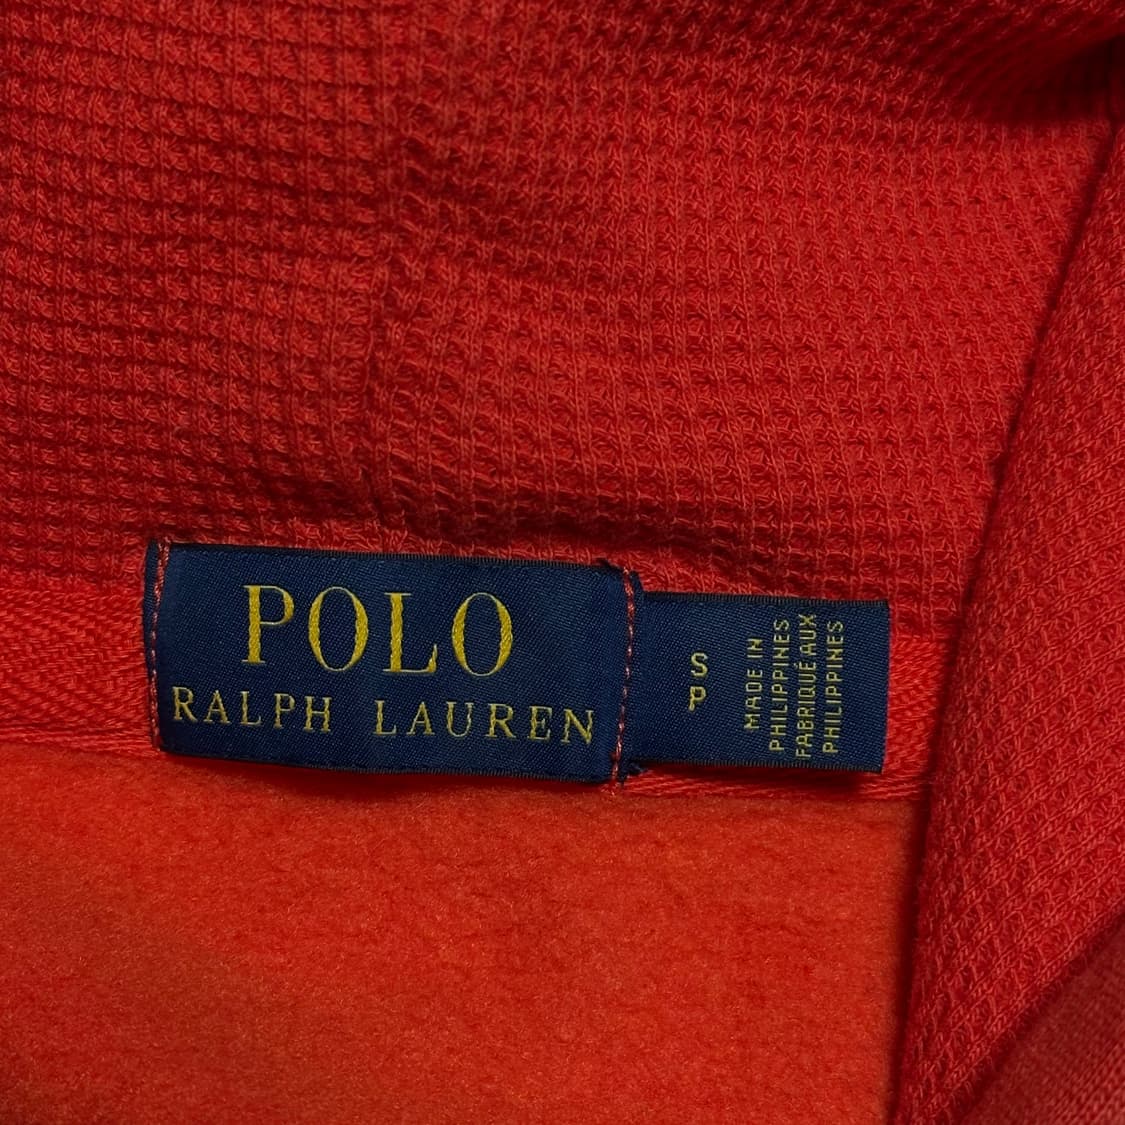 POLO
RALPH LAUREN
S
P
MADE IN
PHILIPPINES
FABRIQUÉ AUX
PHILIPPINES